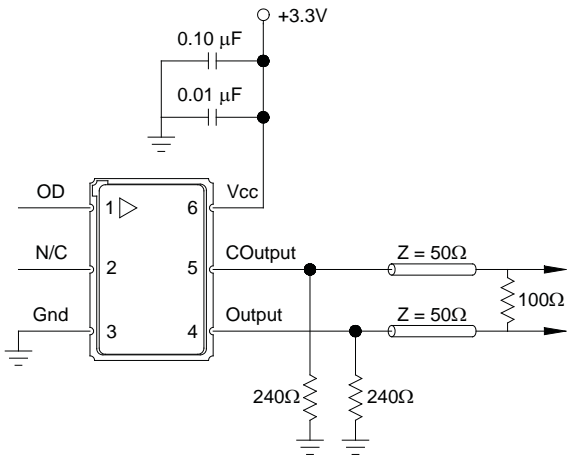 +3.3V
0.10 µF
0.01 µF
OD
1
6
Vcc
N/C
2
5
COutput
Z = 50Ω
100Ω
Gnd
3
4
Output
Z = 50Ω
240Ω
240Ω